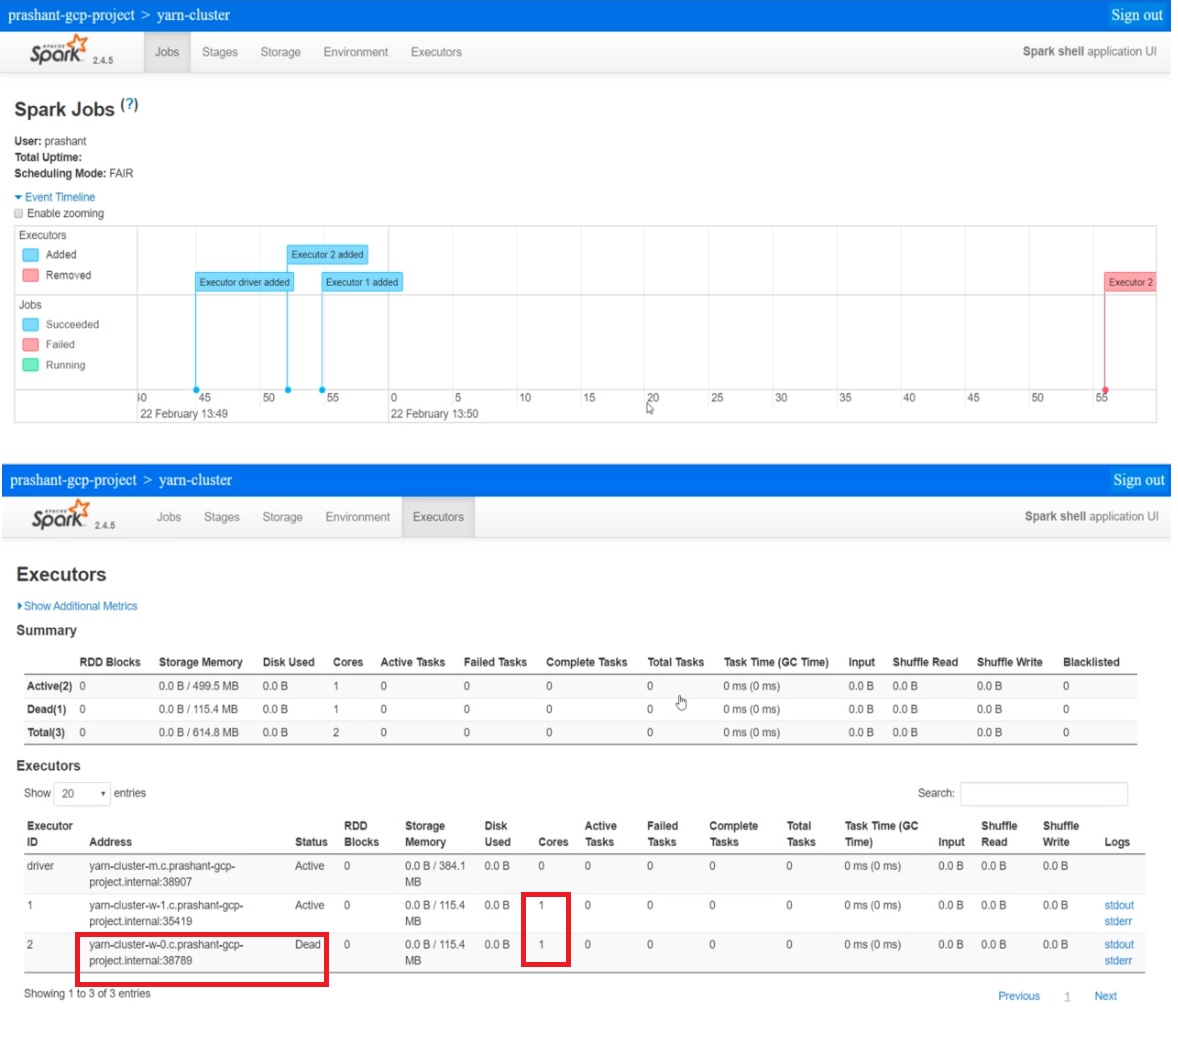 prashant-gcp-project > yarn-cluster Sign out
APACHE Spark 2.4.5 Jobs Stages Storage Environment Executors Spark shell application UI
Spark Jobs (?)
User: prashant
Total Uptime:
Scheduling Mode: FAIR
Event Timeline
Enable zooming
Executors
Added
Removed
Executor 2 added
Executor driver added Executor 1 added Executor 2
Jobs
Succeeded
Failed
Running
40 45 50 55 0 5 10 15 20 25 30 35 40 45 50 55
22 February 13:49 22 February 13:50
prashant-gcp-project > yarn-cluster Sign out
APACHE Spark 2.4.5 Jobs Stages Storage Environment Executors Spark shell application UI
Executors
Show Additional Metrics
Summary
RDD Blocks Storage Memory Disk Used Cores Active Tasks Failed Tasks Complete Tasks Total Tasks Task Time (GC Time) Input Shuffle Read Shuffle Write Blacklisted
Active(2) 0 0.0 B / 499.5 MB 0.0 B 1 0 0 0 0 0 ms (0 ms) 0.0 B 0.0 B 0.0 B 0
Dead(1) 0 0.0 B / 115.4 MB 0.0 B 1 0 0 0 0 0 ms (0 ms) 0.0 B 0.0 B 0.0 B 0
Total(3) 0 0.0 B / 614.8 MB 0.0 B 2 0 0 0 0 0 ms (0 ms) 0.0 B 0.0 B 0.0 B 0
Executors
Show 20 entries Search:
Executor RDD Storage Disk Active Failed Complete Total Task Time (GC Shuffle Shuffle
ID Address Status Blocks Memory Used Cores Tasks Tasks Tasks Tasks Time) Input Read Write Logs
driver yarn-cluster-m.c.prashant-gcp- Active 0 0.0 B / 384.1 0.0 B 0 0 0 0 0 0 ms (0 ms) 0.0 B 0.0 B 0.0 B
project.internal:38907 MB
1 yarn-cluster-w-1.c.prashant-gcp- Active 0 0.0 B / 115.4 0.0 B 1 0 0 0 0 0 ms (0 ms) 0.0 B 0.0 B 0.0 B stdout
project.internal:35419 MB stderr
2 yarn-cluster-w-0.c.prashant-gcp- Dead 0 0.0 B / 115.4 0.0 B 1 0 0 0 0 0 ms (0 ms) 0.0 B 0.0 B 0.0 B stdout
project.internal:38789 MB stderr
Showing 1 to 3 of 3 entries Previous 1 Next